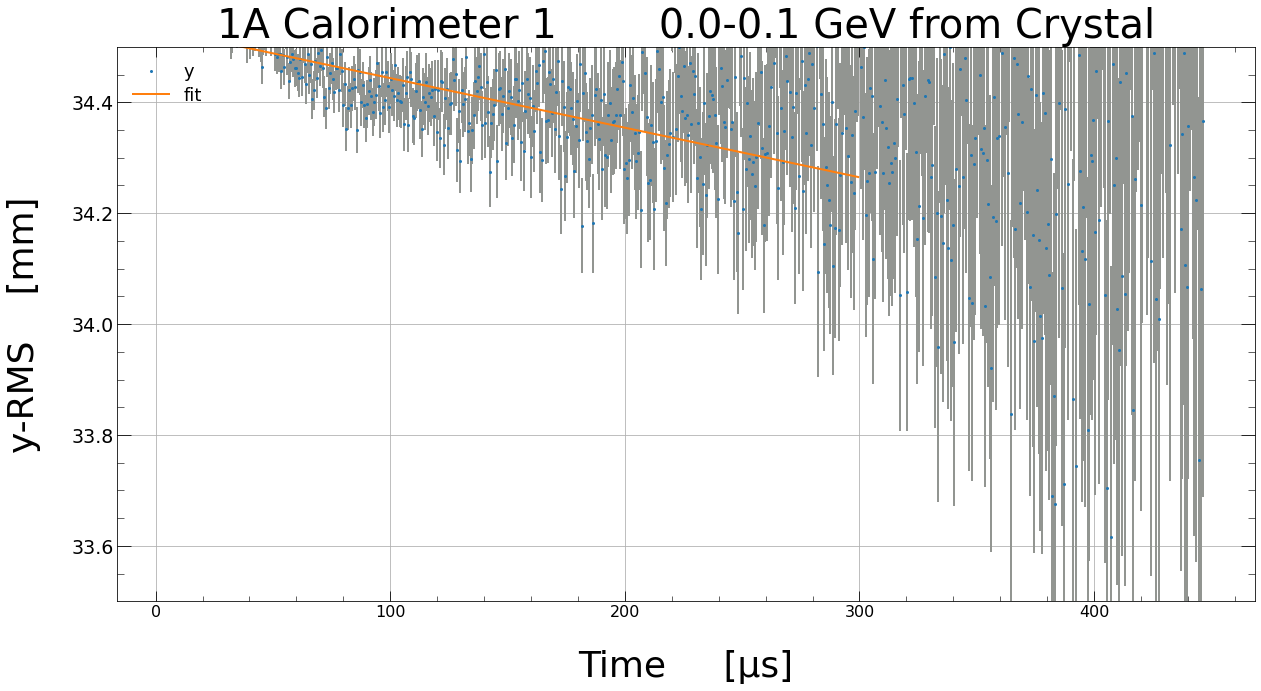 1A Calorimeter 1 0.0-0.1 GeV from Crystal
y
fit
y-RMS [mm]
34.4
34.2
34.0
33.8
33.6
0 100 200 300 400
Time [µs]